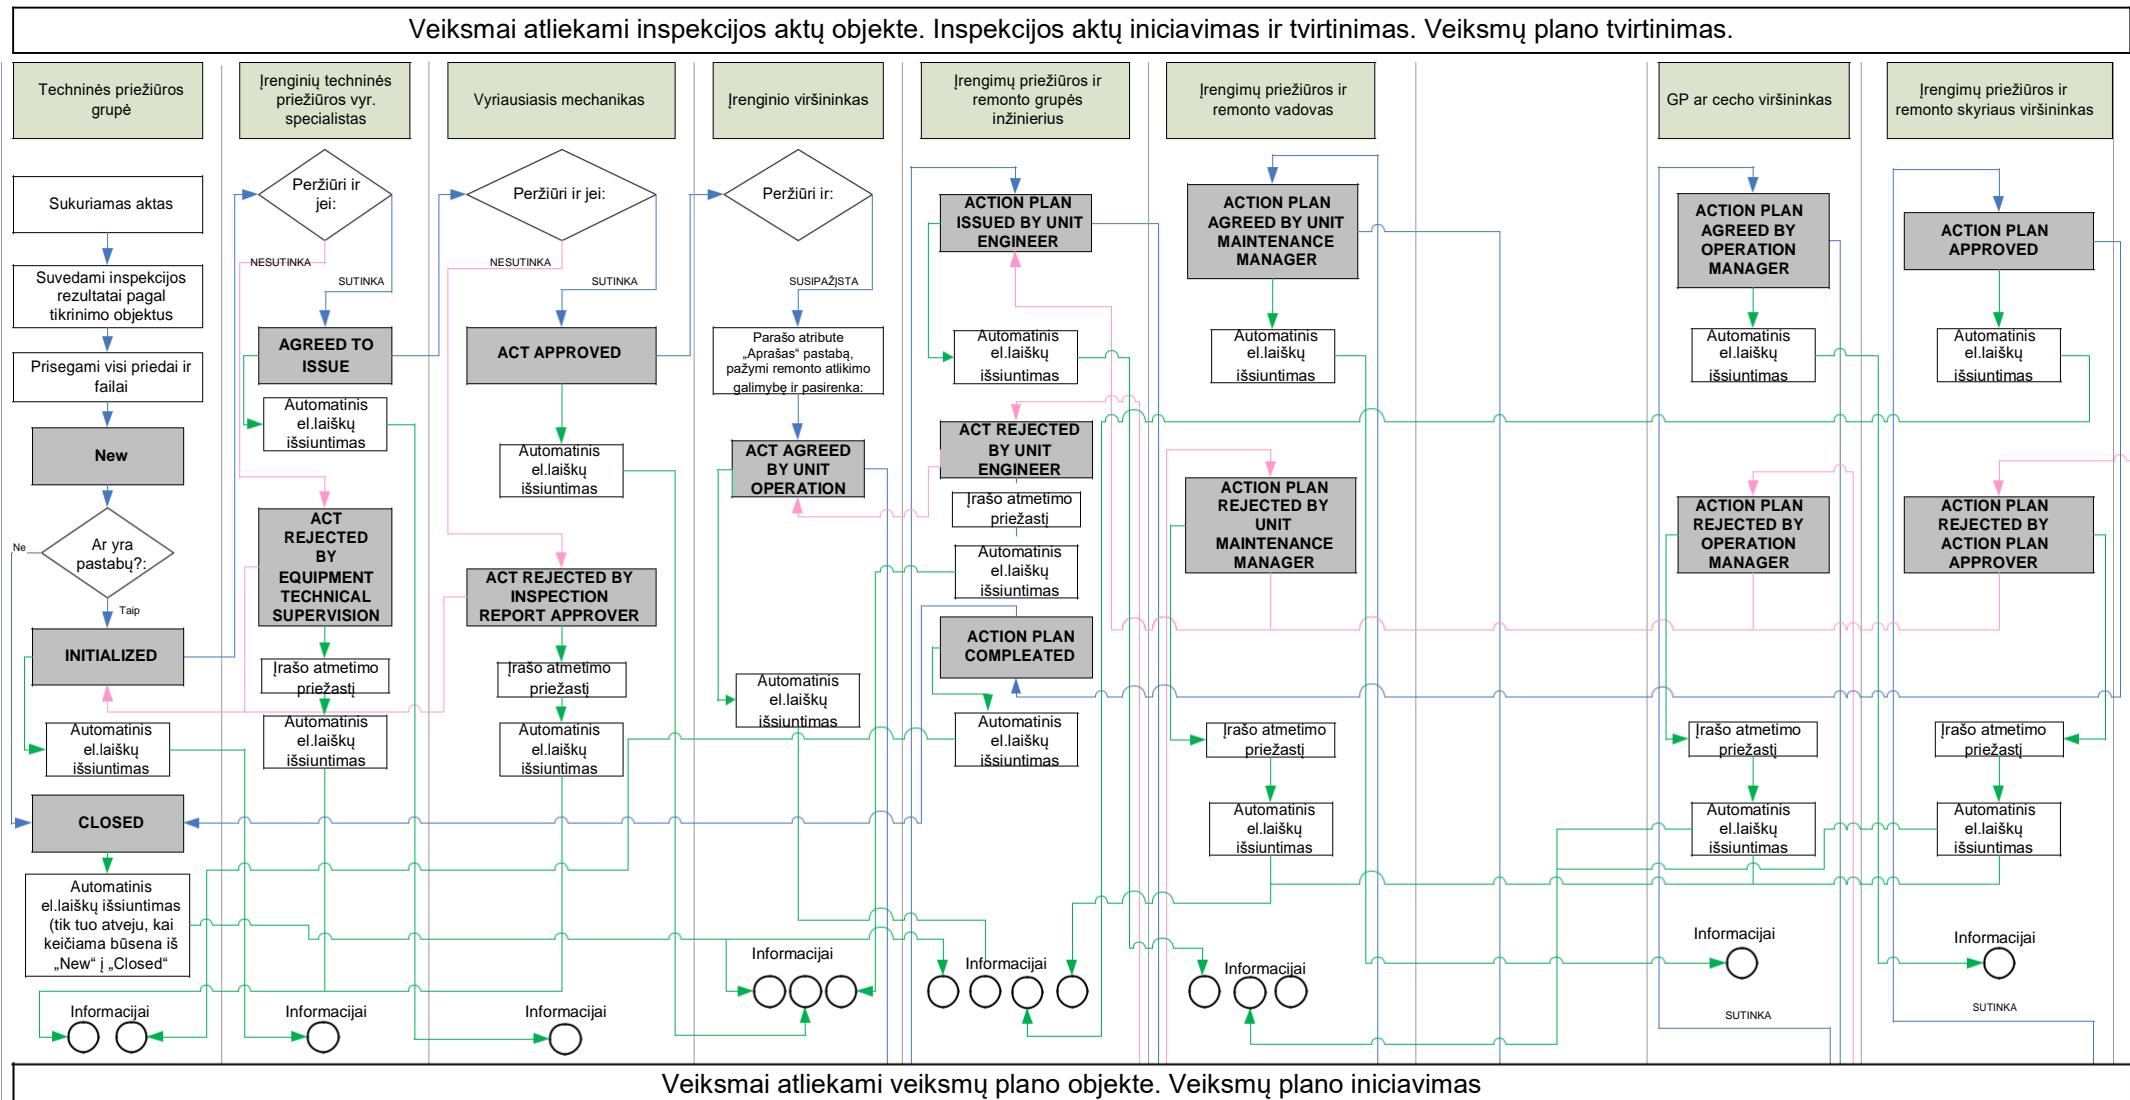 Veiksmai atliekami inspekcijos aktų objekte. Inspekcijos aktų iniciavimas ir tvirtinimas. Veiksmų plano tvirtinimas.
Techninės priežiūros
grupė
Sukuriamas aktas
Suvedami inspekcijos
rezultatai pagal
tikrinimo objektus
Prisegami visi priedai ir
failai
New
Ar yra
pastabų?:
Ne
Taip
INITIALIZED
Automatinis
el.laiškų
išsiuntimas
CLOSED
Automatinis
el.laiškų išsiuntimas
(tik tuo atveju, kai
keičiama būsena iš
„New“ į „Closed“
Informacijai
Įrenginių techninės
priežiūros vyr.
specialistas
Peržiūri ir
jei:
NESUTINKA
SUTINKA
AGREED TO
ISSUE
Automatinis
el.laiškų
išsiuntimas
ACT
REJECTED
BY
EQUIPMENT
TECHNICAL
SUPERVISION
Įrašo atmetimo
priežastį
Automatinis
el.laiškų
išsiuntimas
Informacijai
Vyriausiasis mechanikas
Peržiūri ir jei:
NESUTINKA
SUTINKA
ACT APPROVED
Automatinis
el.laiškų
išsiuntimas
ACT REJECTED BY
INSPECTION
REPORT APPROVER
Įrašo atmetimo
priežastį
Automatinis
el.laiškų
išsiuntimas
Informacijai
Įrenginio viršininkas
Peržiūri ir:
SUSIPAŽĮSTA
Parašo atribute
„Aprašas“ pastabą,
pažymi remonto atlikimo
galimybę ir pasirenka:
ACT AGREED
BY UNIT
OPERATION
Automatinis
el.laiškų
išsiuntimas
Informacijai
Įrengimų priežiūros ir
remonto grupės
inžinierius
ACTION PLAN
ISSUED BY UNIT
ENGINEER
Automatinis
el.laiškų
išsiuntimas
ACT REJECTED
BY UNIT
ENGINEER
Įrašo atmetimo
priežastį
Automatinis
el.laiškų
išsiuntimas
ACTION PLAN
COMPLEATED
Automatinis
el.laiškų
išsiuntimas
Informacijai
Įrengimų priežiūros ir
remonto vadovas
ACTION PLAN
AGREED BY UNIT
MAINTENANCE
MANAGER
Automatinis
el.laiškų
išsiuntimas
ACTION PLAN
REJECTED BY
UNIT
MAINTENANCE
MANAGER
Įrašo atmetimo
priežastį
Automatinis
el.laiškų
išsiuntimas
Informacijai
GP ar cecho viršininkas
ACTION PLAN
AGREED BY
OPERATION
MANAGER
Automatinis
el.laiškų
išsiuntimas
ACTION PLAN
REJECTED BY
OPERATION
MANAGER
Įrašo atmetimo
priežastį
Automatinis
el.laiškų
išsiuntimas
Informacijai
SUTINKA
Įrengimų priežiūros ir
remonto skyriaus viršininkas
ACTION PLAN
APPROVED
Automatinis
el.laiškų
išsiuntimas
ACTION PLAN
REJECTED BY
ACTION PLAN
APPROVER
Įrašo atmetimo
priežastį
Automatinis
el.laiškų
išsiuntimas
Informacijai
SUTINKA
Veiksmai atliekami veiksmų plano objekte. Veiksmų plano iniciavimas